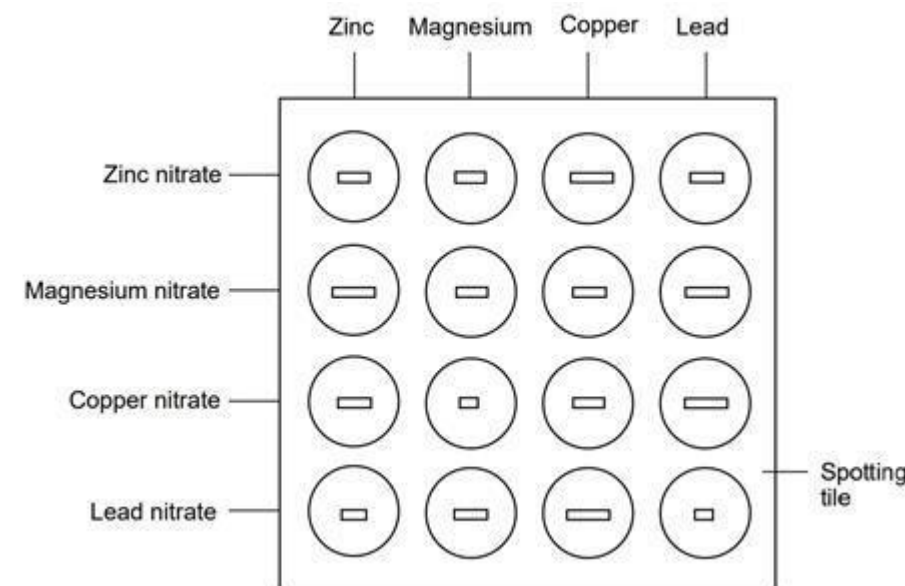 Zinc
Magnesium
Copper
Lead
Zinc nitrate
Magnesium nitrate
Copper nitrate
Lead nitrate
Spotting
tile